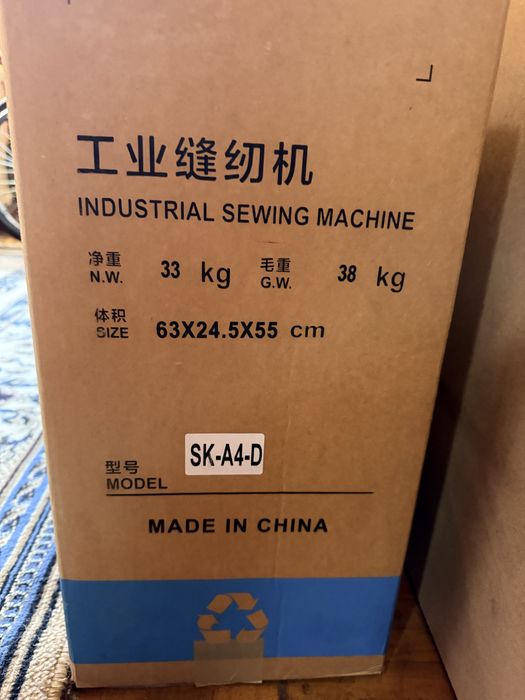 工业缝纫机
INDUSTRIAL SEWING MACHINE
净重 33 kg 毛重 38 kg
N.W. G.W.
体积
SIZE 63X24.5X55 cm
型号 SK-A4-D
MODEL
MADE IN CHINA